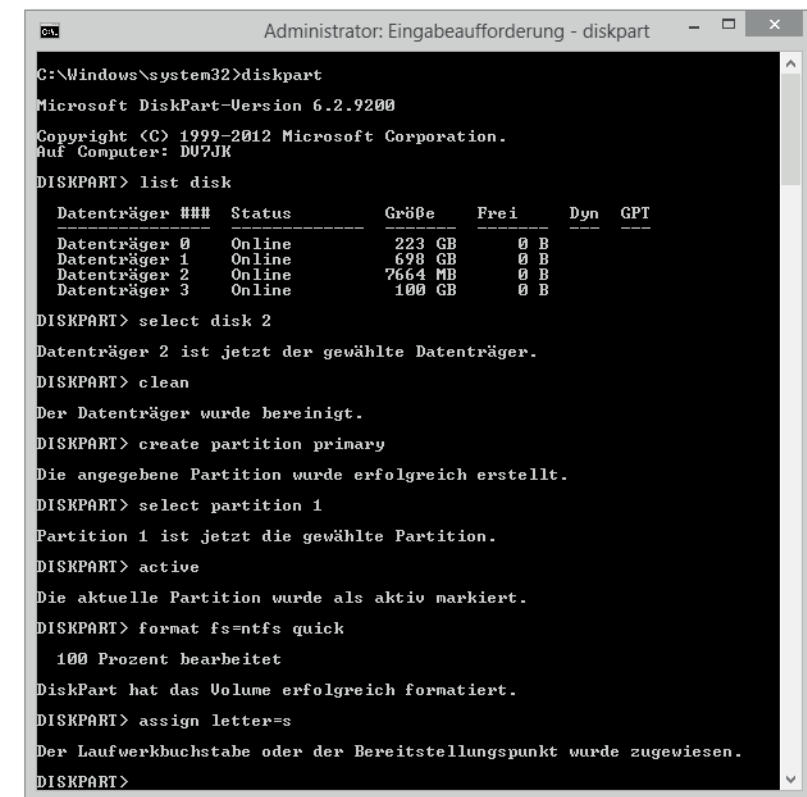 Administrator: Eingabeaufforderung - diskpart
C:\Windows\system32>diskpart
Microsoft DiskPart-Version 6.2.9200
Copyright (C) 1999-2012 Microsoft Corporation.
Auf Computer: DV7JK
DISKPART> list disk
Datenträger ### Status Größe Frei Dyn GPT
--------------- ------------- ------- ------- --- ---
Datenträger 0 Online 223 GB 0 B
Datenträger 1 Online 698 GB 0 B
Datenträger 2 Online 7664 MB 0 B
Datenträger 3 Online 100 GB 0 B
DISKPART> select disk 2
Datenträger 2 ist jetzt der gewählte Datenträger.
DISKPART> clean
Der Datenträger wurde bereinigt.
DISKPART> create partition primary
Die angegebene Partition wurde erfolgreich erstellt.
DISKPART> select partition 1
Partition 1 ist jetzt die gewählte Partition.
DISKPART> active
Die aktuelle Partition wurde als aktiv markiert.
DISKPART> format fs=ntfs quick
100 Prozent bearbeitet
DiskPart hat das Volume erfolgreich formatiert.
DISKPART> assign letter=s
Der Laufwerkbuchstabe oder der Bereitstellungspunkt wurde zugewiesen.
DISKPART>